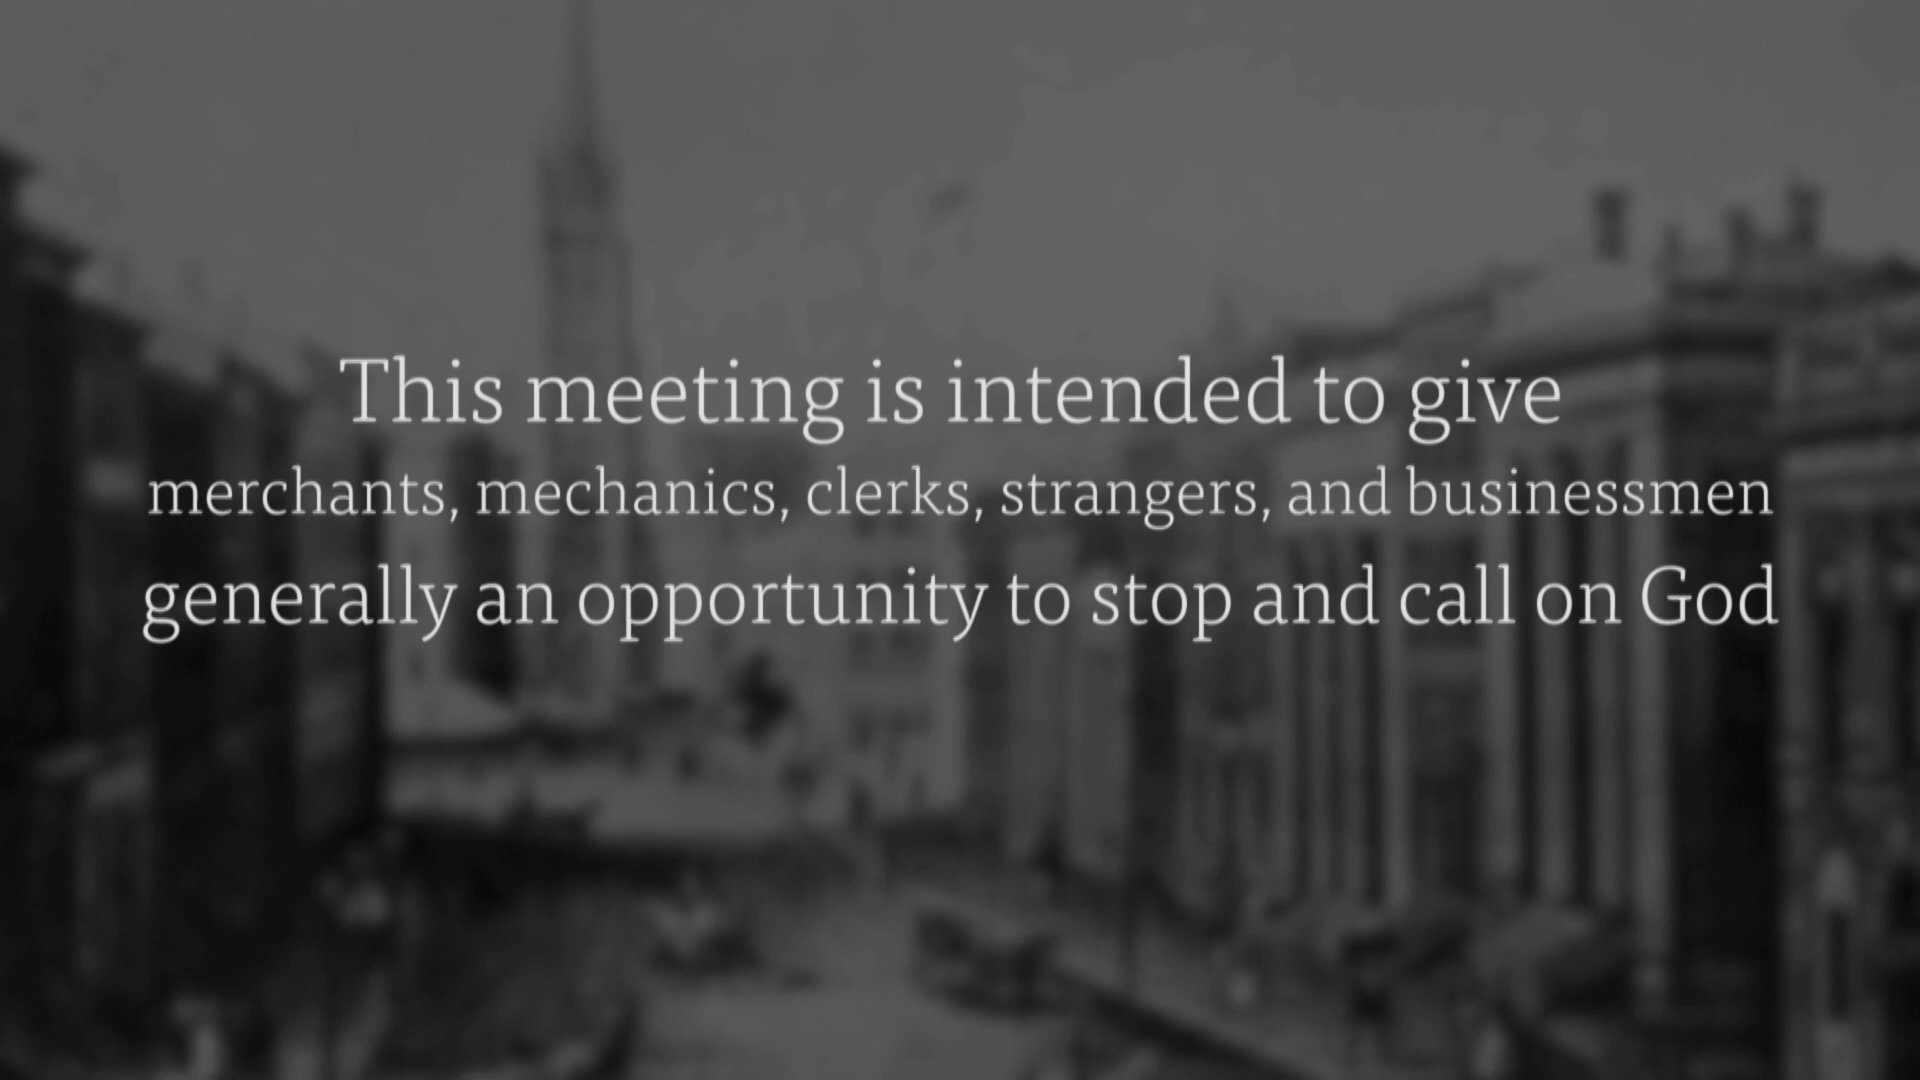 This meeting is intended to give
merchants, mechanics, clerks, strangers, and businessmen
generally an opportunity to stop and call on God